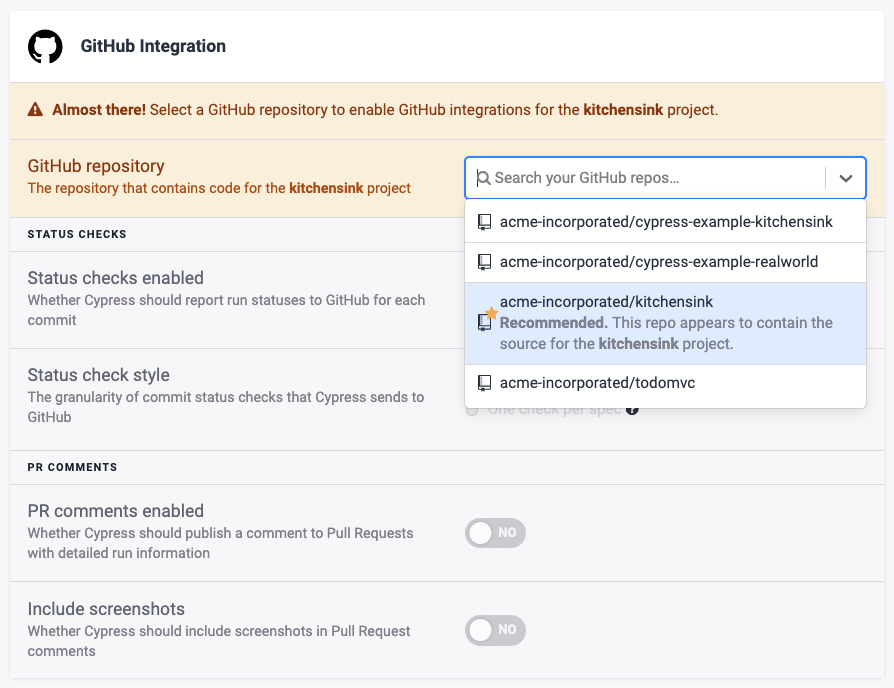 GitHub Integration
Almost there! Select a GitHub repository to enable GitHub integrations for the kitchensink project.
GitHub repository
The repository that contains code for the kitchensink project
Search your GitHub repos...
acme-incorporated/cypress-example-kitchensink
acme-incorporated/cypress-example-realworld
acme-incorporated/kitchensink
Recommended. This repo appears to contain the
source for the kitchensink project.
acme-incorporated/todomvc
STATUS CHECKS
Status checks enabled
Whether Cypress should report run statuses to GitHub for each
commit
Status check style
The granularity of commit status checks that Cypress sends to
GitHub
One check per spec ?
PR COMMENTS
PR comments enabled
Whether Cypress should publish a comment to Pull Requests
with detailed run information
NO
Include screenshots
Whether Cypress should include screenshots in Pull Request
comments
NO